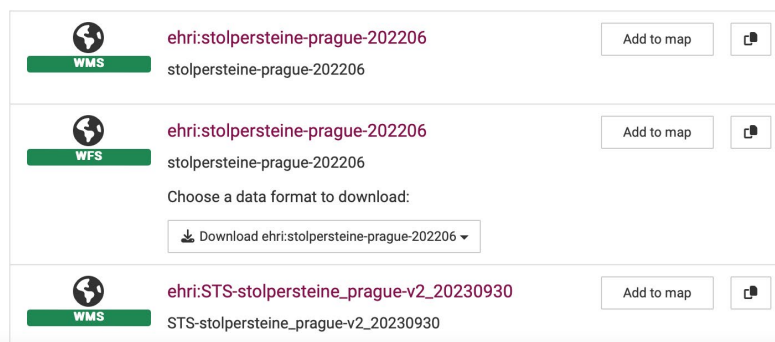 WMS
ehri:stolpersteine-prague-202206
Add to map
stolpersteine-prague-202206
WFS
ehri:stolpersteine-prague-202206
Add to map
stolpersteine-prague-202206
Choose a data format to download:
Download ehri:stolpersteine-prague-202206
WMS
ehri:STS-stolpersteine_prague-v2_20230930
Add to map
STS-stolpersteine_prague-v2_20230930